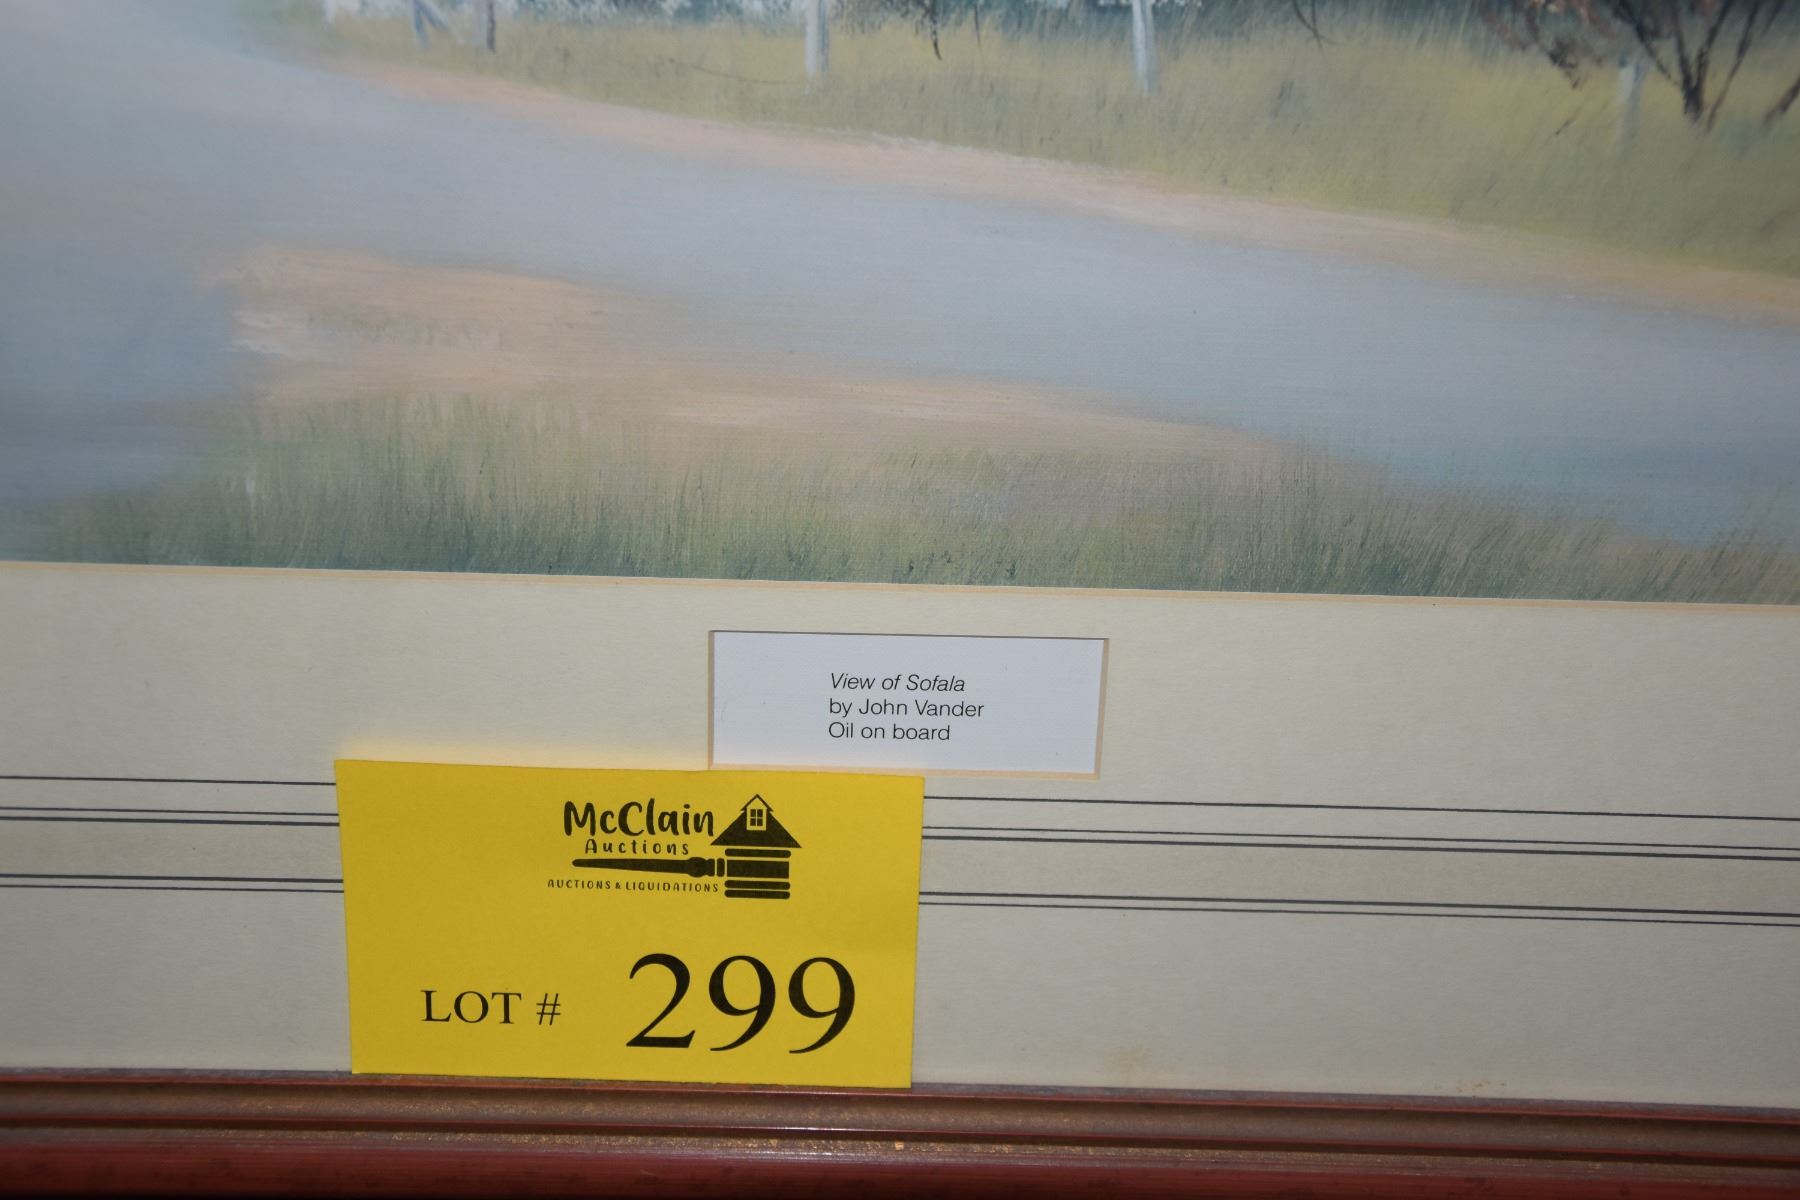 View of Sofala
by John Vander
Oil on board
McClain
Auctions
AUCTIONS & LIQUIDATIONS
LOT # 299